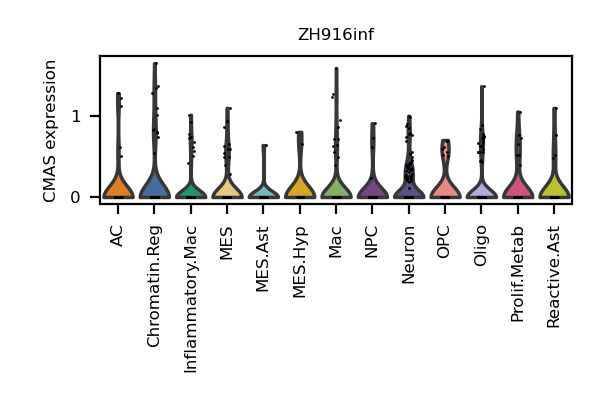 ZH916inf
CMAS expression
1
0
AC
Chromatin.Reg
Inflammatory.Mac
MES
MES.Ast
MES.Hyp
Mac
NPC
Neuron
OPC
Oligo
Prolif.Metab
Reactive.Ast